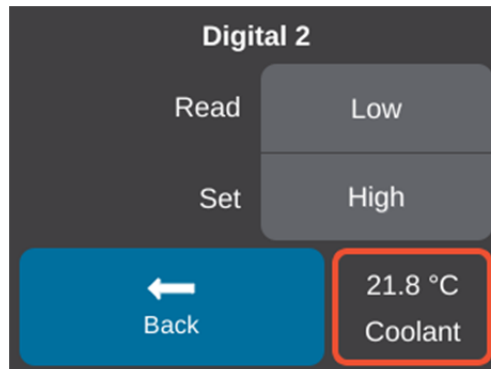 Digital 2
Read Low
Set High
Back
21.8 °C
Coolant